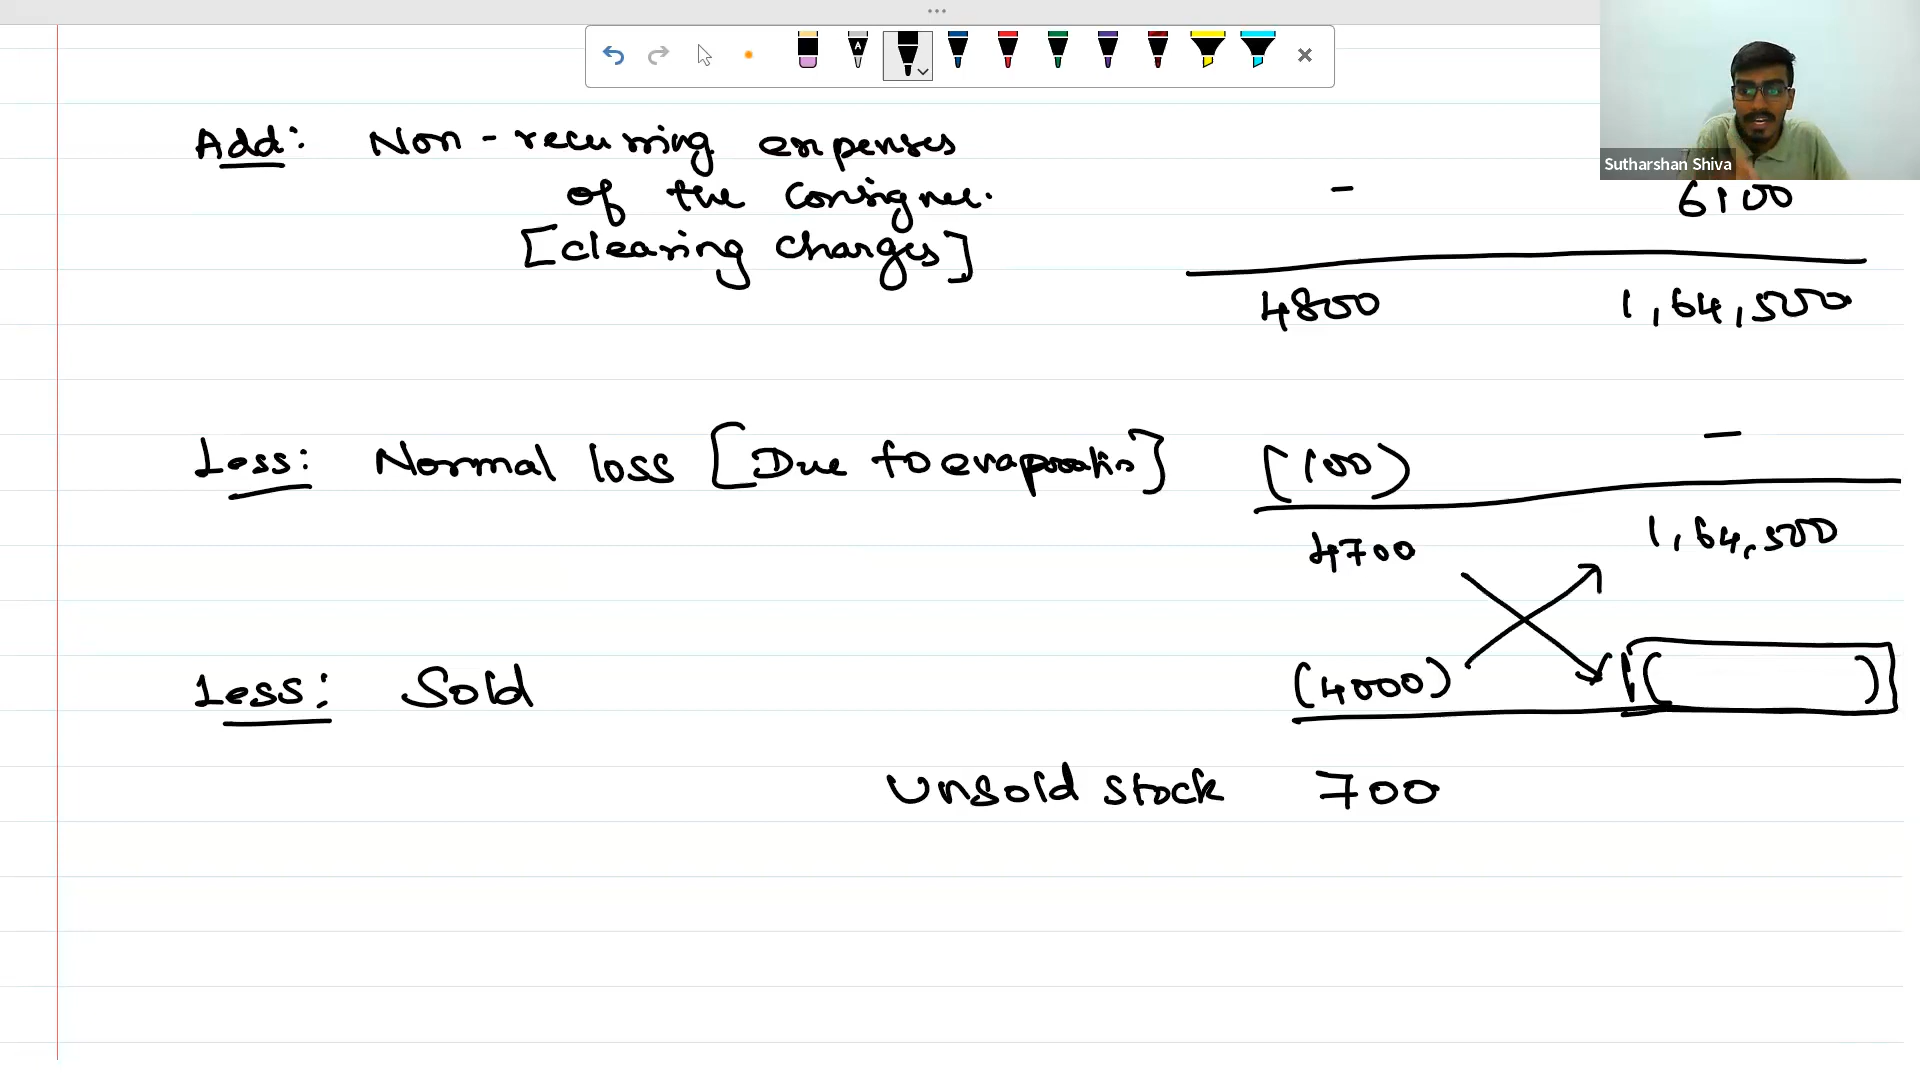 Sutharshan Shiva
Add: Non-recurring expenses
of the consignee. - 6100
[clearing charges]
4800 1,64,500
Less: Normal loss [Due to evaporation] (100) -
4700 1,64,500
Less: Sold (4000) ( )
Unsold stock 700